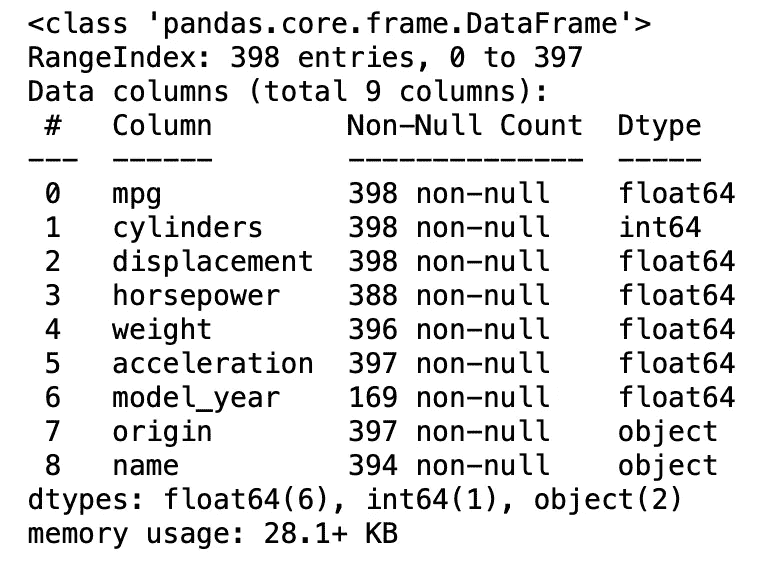 <class 'pandas.core.frame.DataFrame'>
RangeIndex: 398 entries, 0 to 397
Data columns (total 9 columns):
 #   Column        Non-Null Count  Dtype
---  ------        --------------  -----
 0   mpg           398 non-null    float64
 1   cylinders     398 non-null    int64
 2   displacement  398 non-null    float64
 3   horsepower    388 non-null    float64
 4   weight        396 non-null    float64
 5   acceleration  397 non-null    float64
 6   model_year    169 non-null    float64
 7   origin        397 non-null    object
 8   name          394 non-null    object
dtypes: float64(6), int64(1), object(2)
memory usage: 28.1+ KB